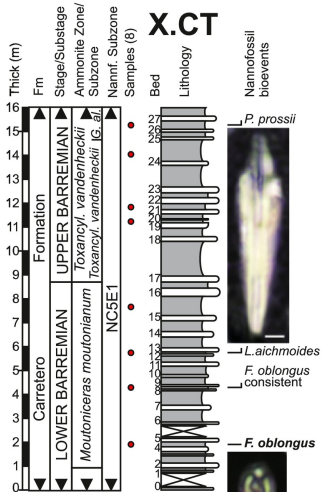 X.CT
Thick (m)
Fm
Stage/Substage
Ammonite Zone/
Subzone
Nannf. Subzone
Samples (8)
Bed
Lithology
Nannofossil
bioevents
16
15
14
13
12
11
10
9
8
7
6
5
4
3
2
1
0
Carretero Formation
LOWER BARREMIAN
UPPER BARREMIAN
Moutoniceras moutonianum
Toxancyl. vandenheckii
Toxancyl. vandenheckii
G. al.
NC5E1
27
26
25
24
23
22
21
20
19
18
17
16
15
14
13
12
11
10
9
8
7
6
5
4
3
2
1
0
P. prossii
L.aichmoides
F. oblongus
consistent
F. oblongus